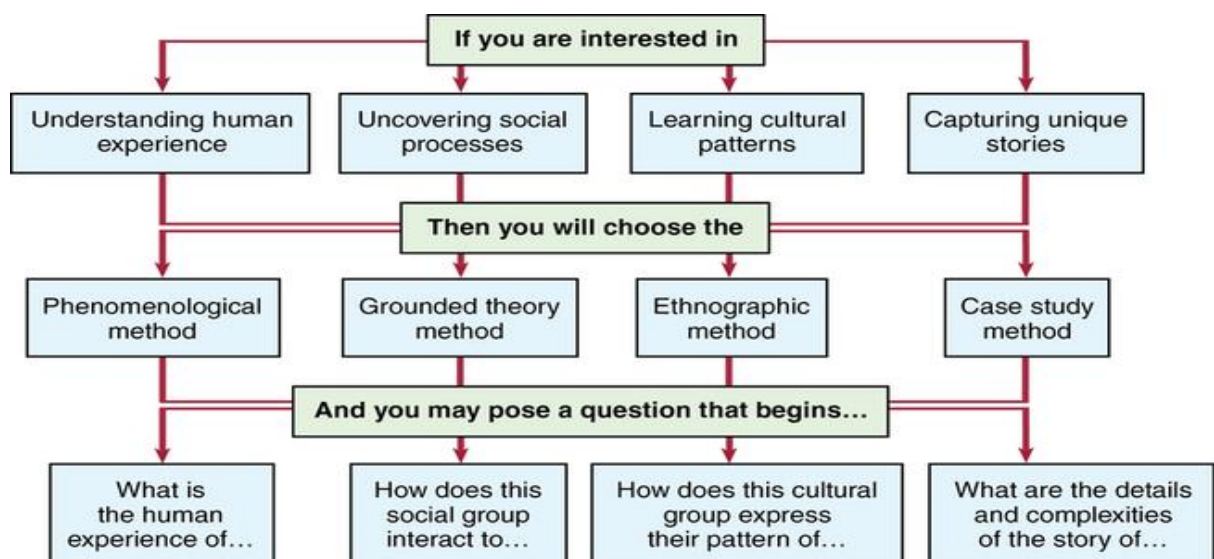 If you are interested in
Understanding human
experience
Uncovering social
processes
Learning cultural
patterns
Capturing unique
stories
Then you will choose the
Phenomenological
method
Grounded theory
method
Ethnographic
method
Case study
method
And you may pose a question that begins…
What is
the human
experience of…
How does this
social group
interact to…
How does this cultural
group express
their pattern of…
What are the details
and complexities
of the story of…